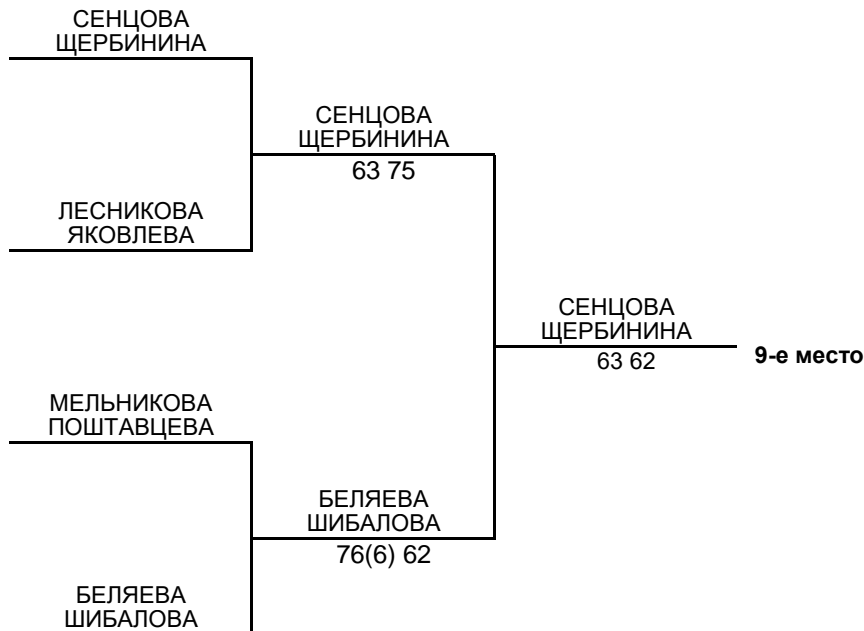 СЕНЦОВА
ЩЕРБИНИНА
СЕНЦОВА
ЩЕРБИНИНА
63 75
ЛЕСНИКОВА
ЯКОВЛЕВА
СЕНЦОВА
ЩЕРБИНИНА
63 62
9-е место
МЕЛЬНИКОВА
ПОШТАВЦЕВА
БЕЛЯЕВА
ШИБАЛОВА
76(6) 62
БЕЛЯЕВА
ШИБАЛОВА